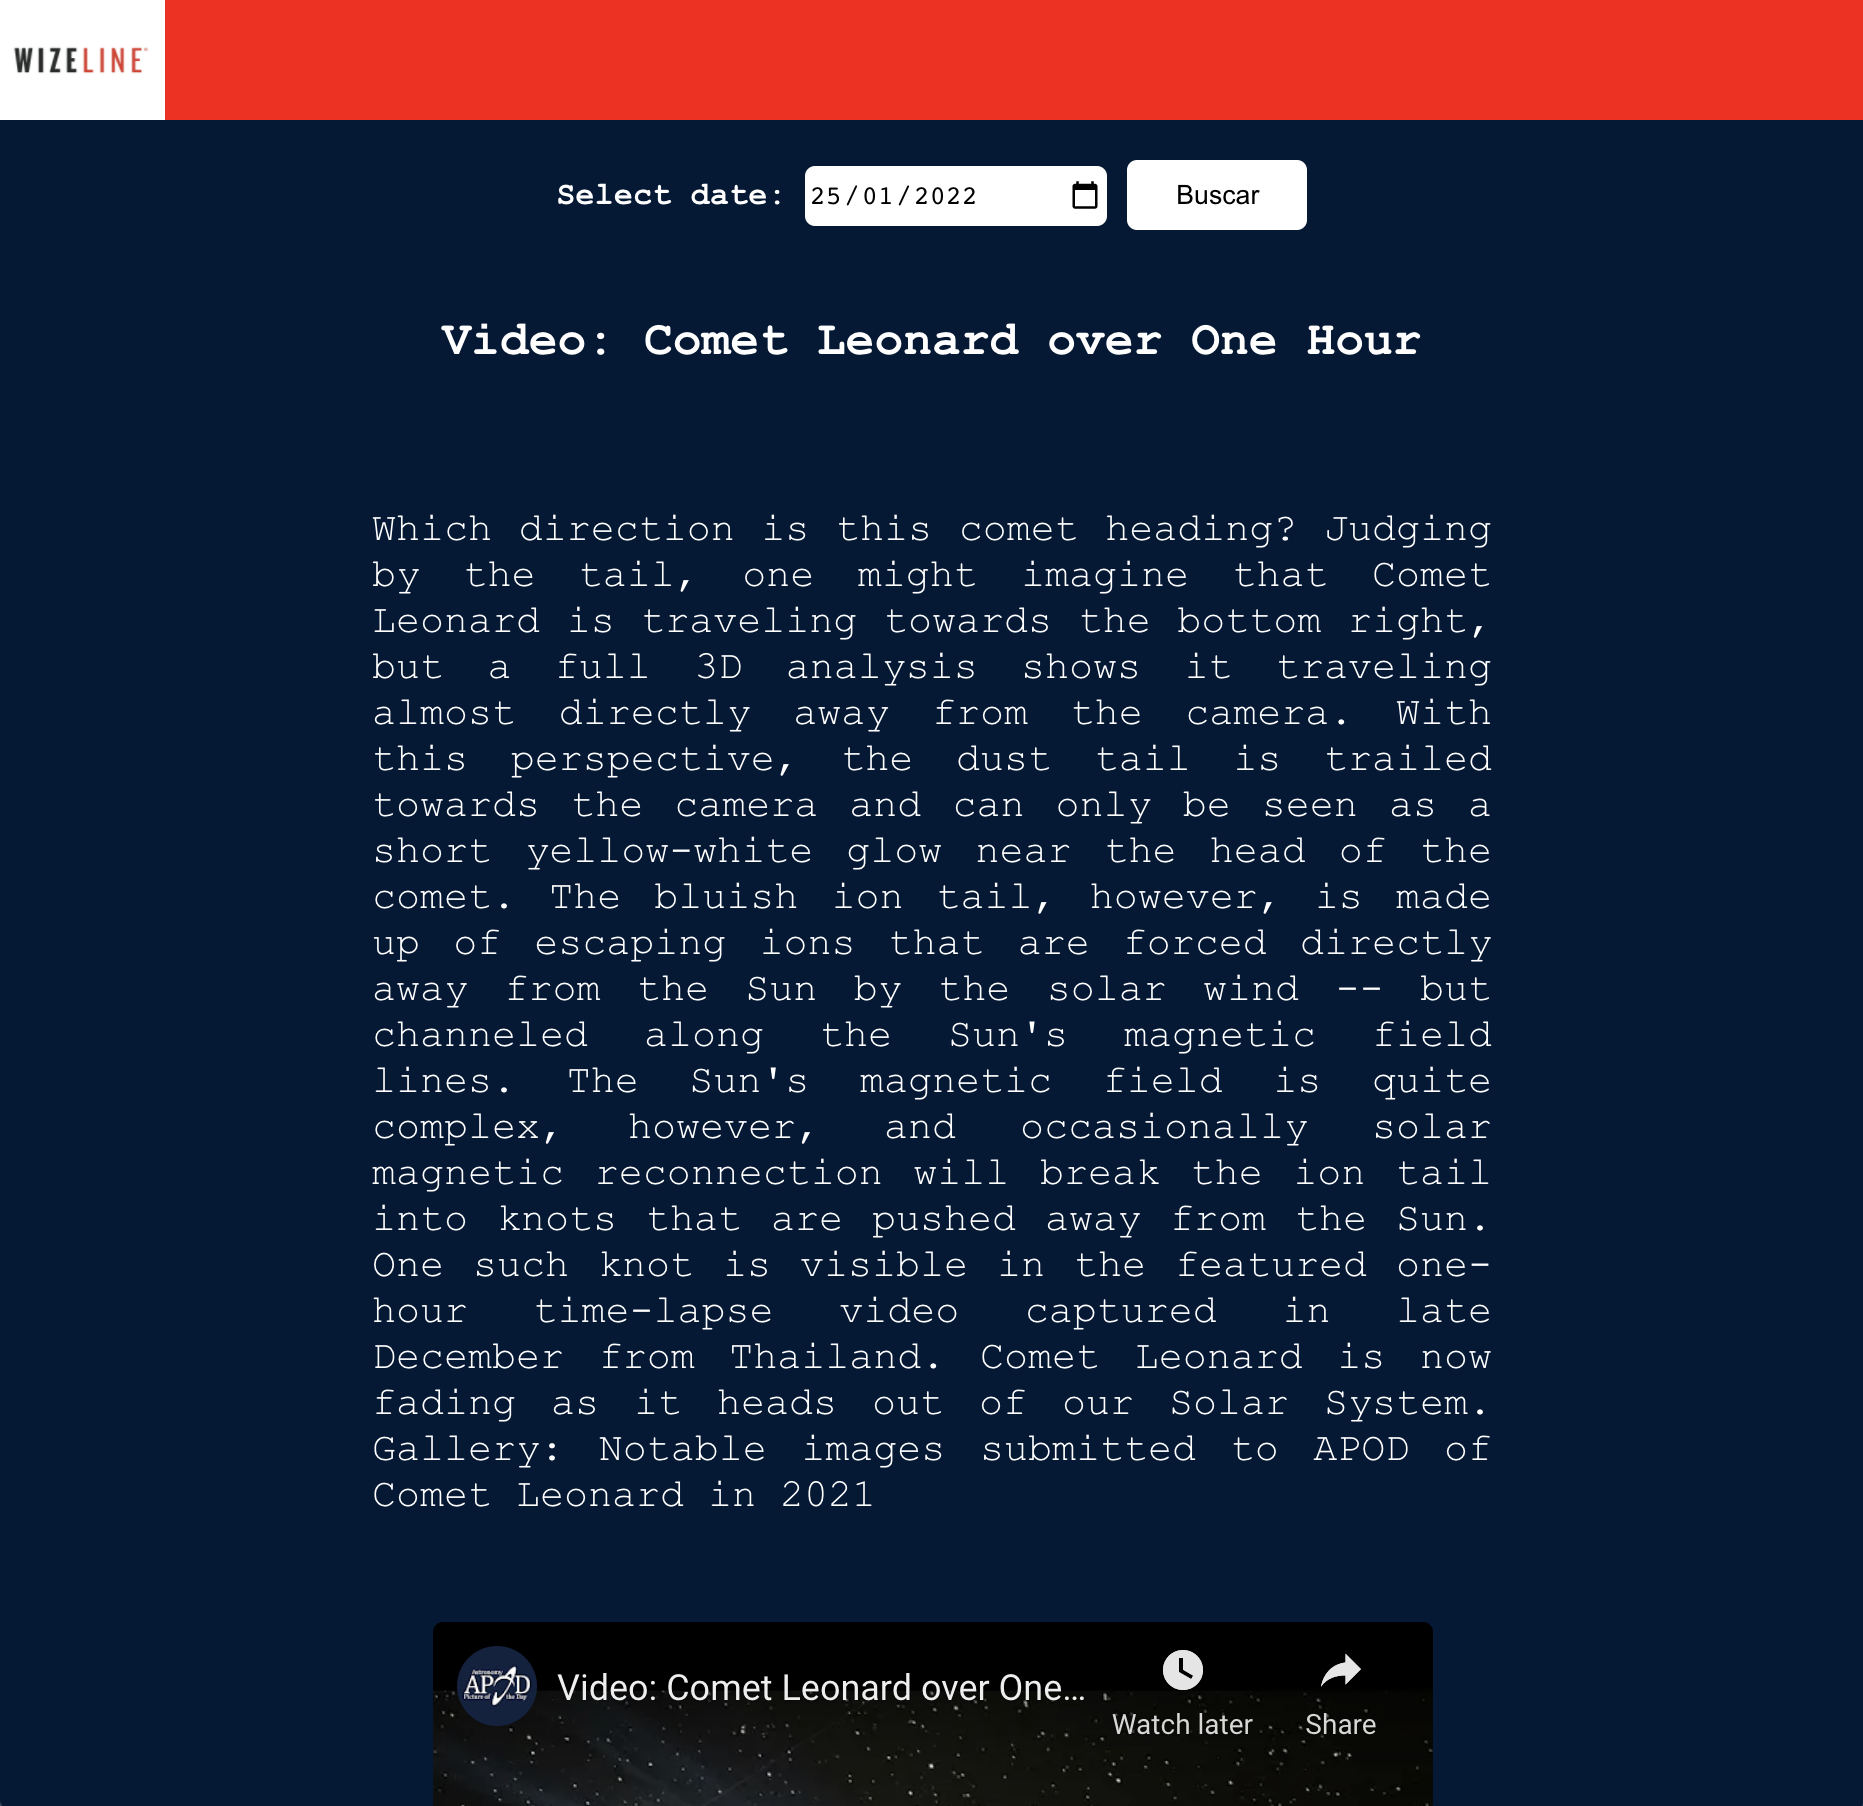 WIZELINE
Select date: 25/01/2022 Buscar
Video: Comet Leonard over One Hour
Which direction is this comet heading? Judging
by the tail, one might imagine that Comet
Leonard is traveling towards the bottom right,
but a full 3D analysis shows it traveling
almost directly away from the camera. With
this perspective, the dust tail is trailed
towards the camera and can only be seen as a
short yellow-white glow near the head of the
comet. The bluish ion tail, however, is made
up of escaping ions that are forced directly
away from the Sun by the solar wind -- but
channeled along the Sun's magnetic field
lines. The Sun's magnetic field is quite
complex, however, and occasionally solar
magnetic reconnection will break the ion tail
into knots that are pushed away from the Sun.
One such knot is visible in the featured one-
hour time-lapse video captured in late
December from Thailand. Comet Leonard is now
fading as it heads out of our Solar System.
Gallery: Notable images submitted to APOD of
Comet Leonard in 2021
Astronomy
APOD
Picture of the Day
Video: Comet Leonard over One...
Watch later
Share